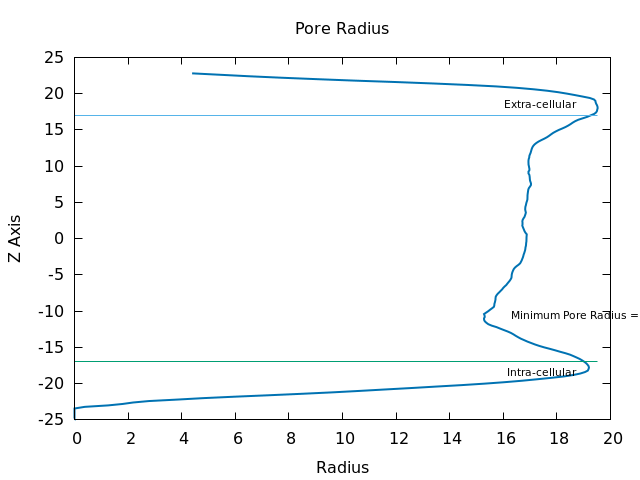 Pore Radius
25
20
Extra-cellular
15
10
5
Z Axis
0
-5
-10
Minimum Pore Radius =
-15
Intra-cellular
-20
-25
0 2 4 6 8 10 12 14 16 18 20
Radius